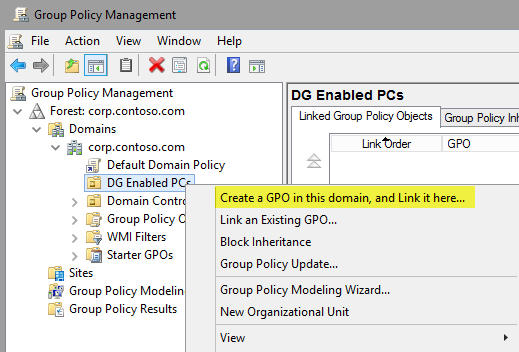 Group Policy Management
File Action View Window Help
Group Policy Management
Forest: corp.contoso.com
Domains
corp.contoso.com
Default Domain Policy
DG Enabled PCs
Domain Contro
Group Policy O
WMI Filters
Starter GPOs
Sites
Group Policy Modeling
Group Policy Results
DG Enabled PCs
Linked Group Policy Objects Group Policy Inh
Link Order GPO
Create a GPO in this domain, and Link it here...
Link an Existing GPO...
Block Inheritance
Group Policy Update...
Group Policy Modeling Wizard...
New Organizational Unit
View